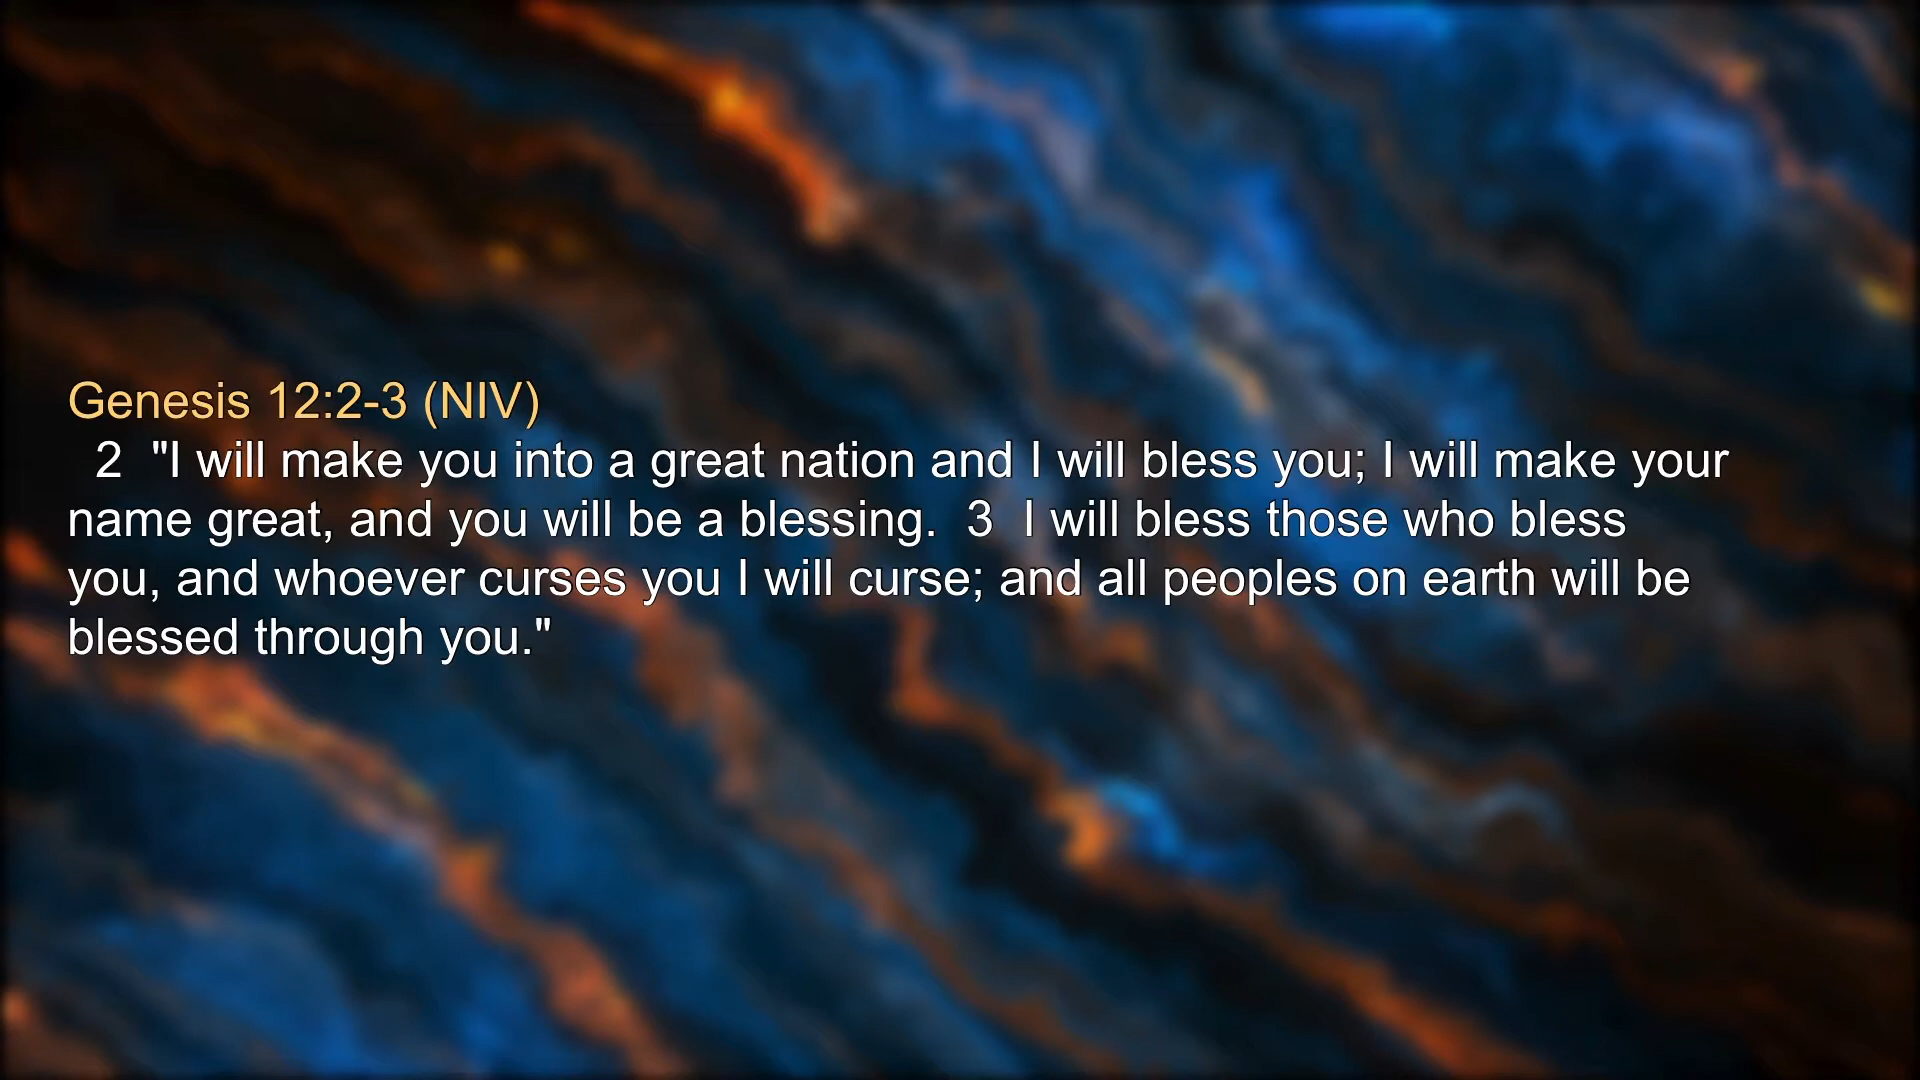 Genesis 12:2-3 (NIV)
2 "I will make you into a great nation and I will bless you; I will make your
name great, and you will be a blessing. 3 I will bless those who bless
you, and whoever curses you I will curse; and all peoples on earth will be
blessed through you."